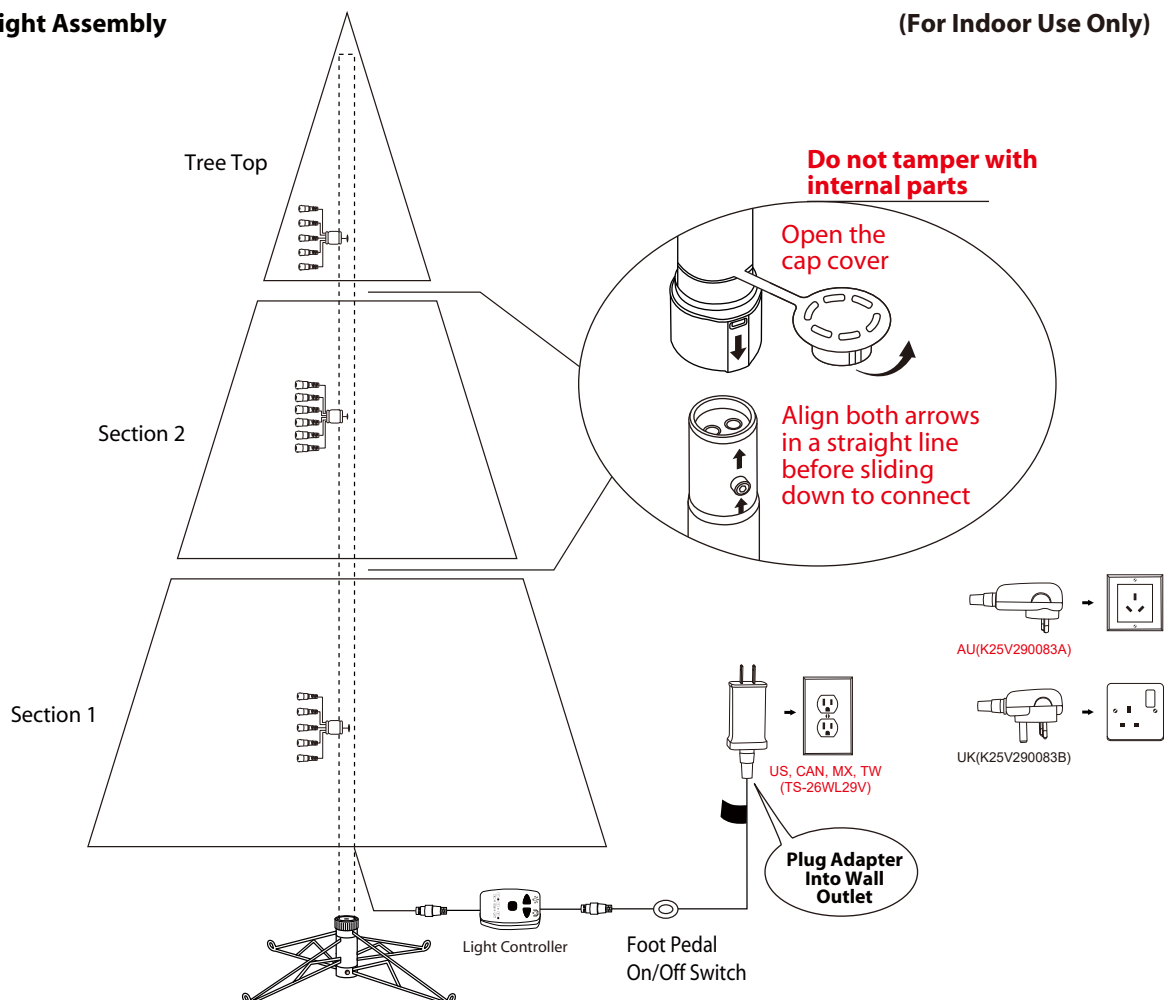 ight Assembly
(For Indoor Use Only)
Tree Top
Do not tamper with
internal parts
Open the
cap cover
Section 2
Align both arrows
in a straight line
before sliding
down to connect
AU(K25V290083A)
Section 1
UK(K25V290083B)
US, CAN, MX, TW
(TS-26WL29V)
Plug Adapter
Into Wall
Outlet
Light Controller
Foot Pedal
On/Off Switch